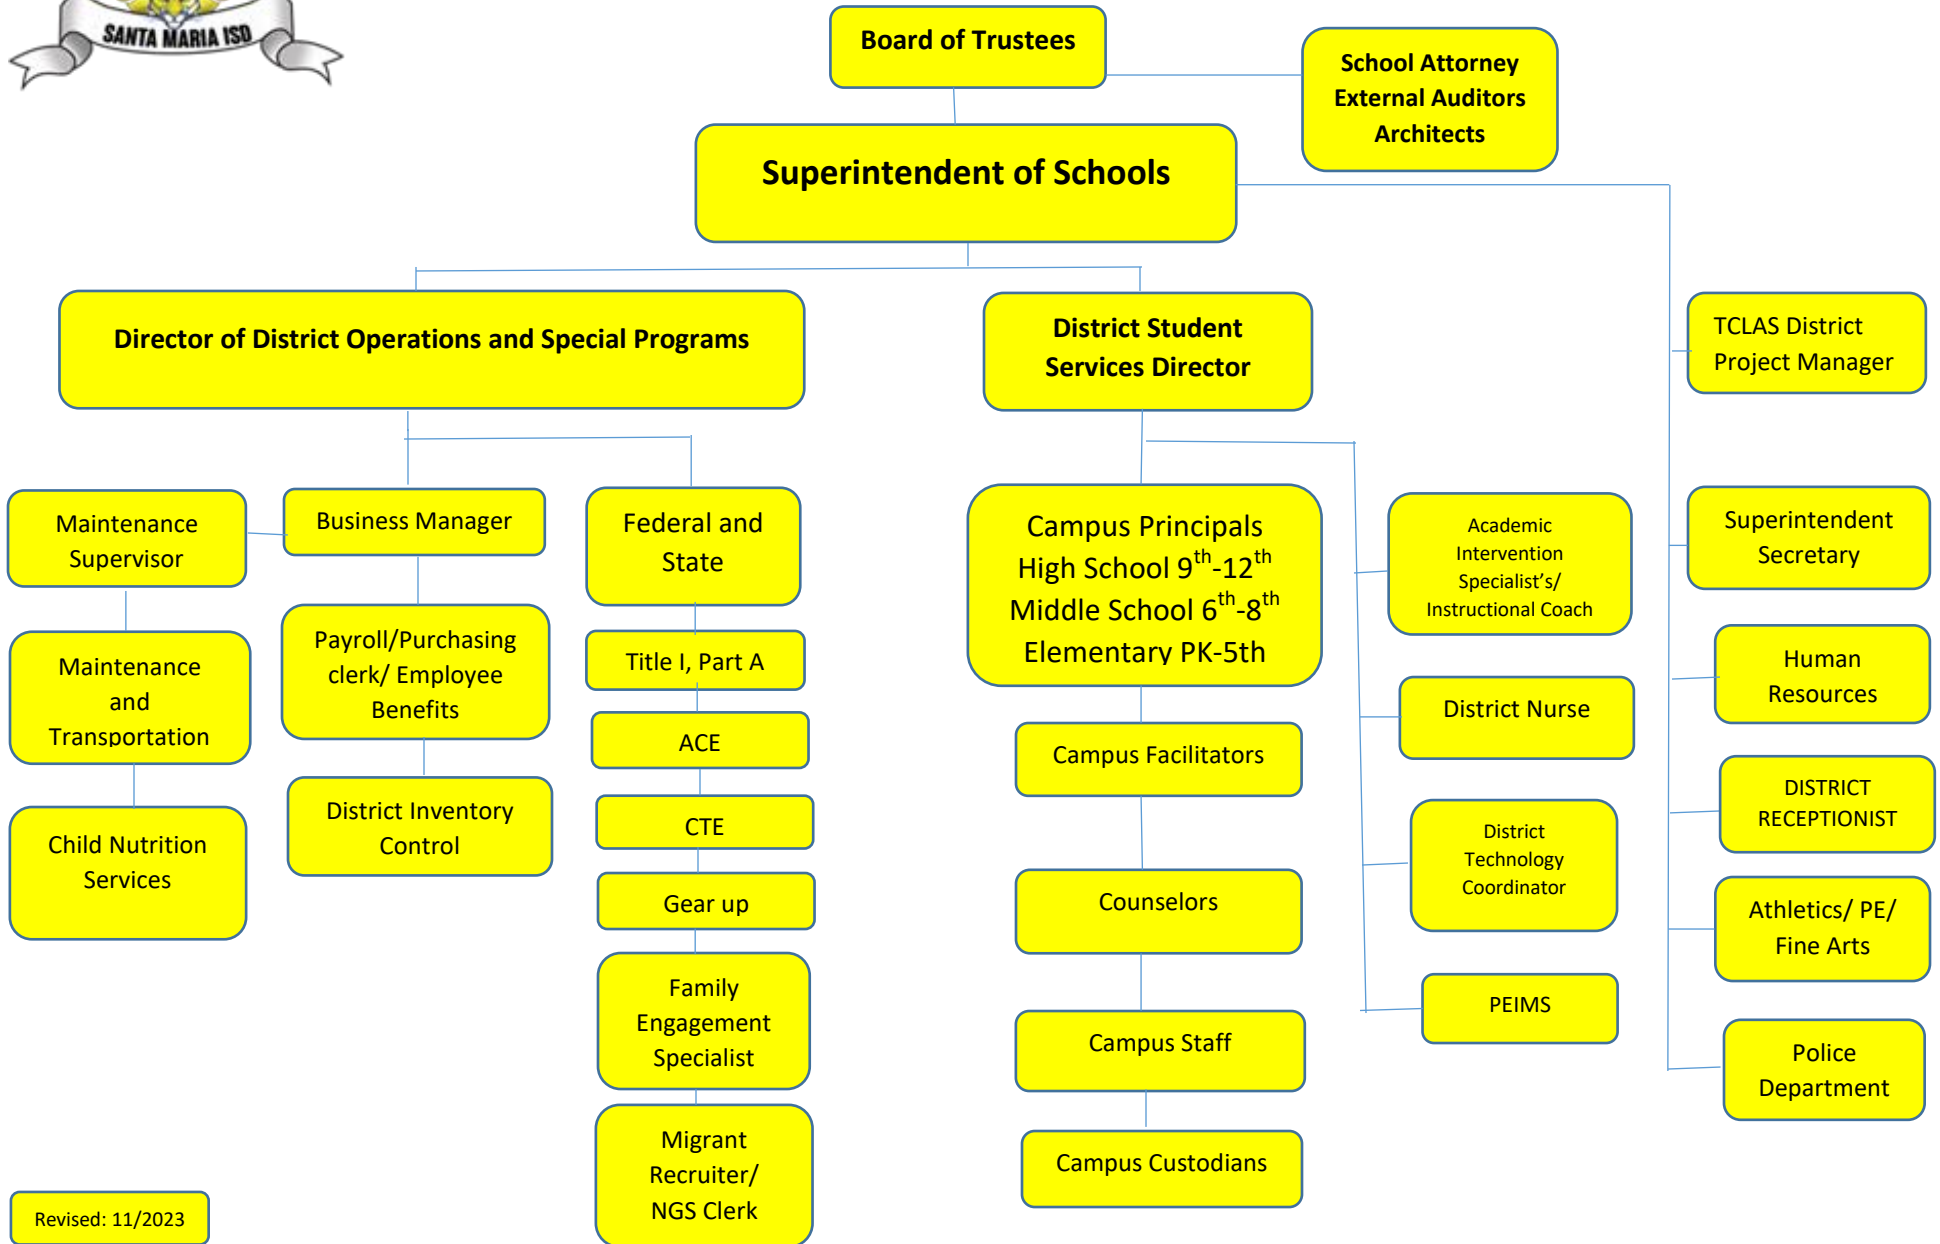 SANTA MARIA ISD
Board of Trustees
School Attorney
External Auditors
Architects
Superintendent of Schools
Director of District Operations and Special Programs
District Student
Services Director
TCLAS District
Project Manager
Maintenance
Supervisor
Business Manager
Federal and
State
Campus Principals
High School 9th-12th
Middle School 6th-8th
Elementary PK-5th
Academic
Intervention
Specialist’s/
Instructional Coach
Superintendent
Secretary
Maintenance
and
Transportation
Payroll/Purchasing
clerk/ Employee
Benefits
Title I, Part A
ACE
Campus Facilitators
District Nurse
Human
Resources
Child Nutrition
Services
District Inventory
Control
CTE
Gear up
Counselors
District
Technology
Coordinator
DISTRICT
RECEPTIONIST
Athletics/ PE/
Fine Arts
Family
Engagement
Specialist
Campus Staff
PEIMS
Police
Department
Migrant
Recruiter/
NGS Clerk
Campus Custodians
Revised: 11/2023